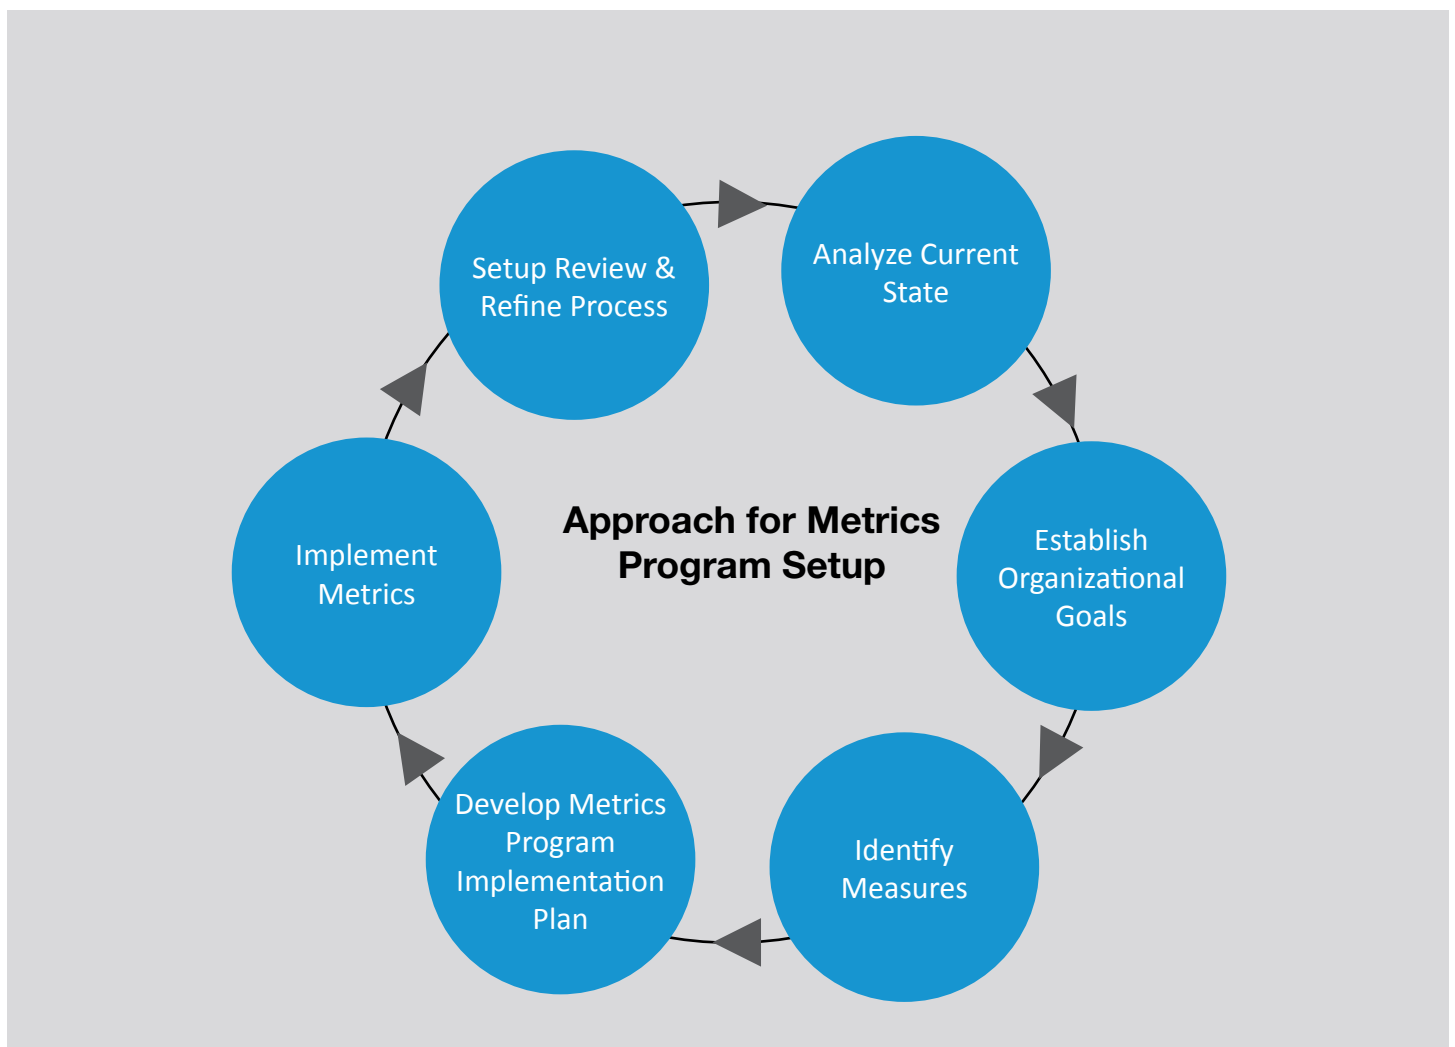 Setup Review &
Refine Process
Analyze Current
State
Establish
Organizational
Goals
Identify
Measures
Develop Metrics
Program
Implementation
Plan
Implement
Metrics
Approach for Metrics
Program Setup